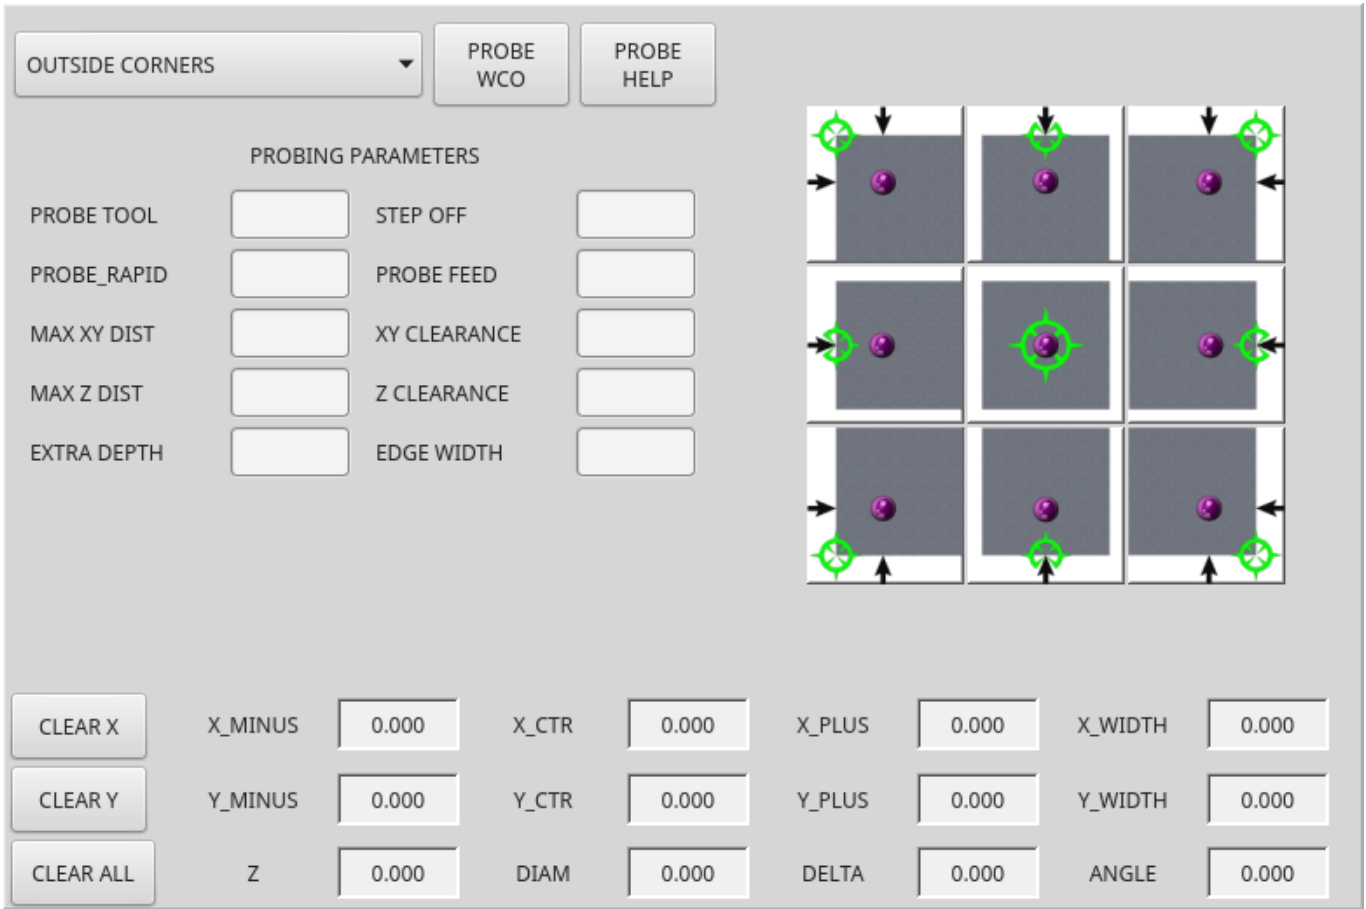 OUTSIDE CORNERS
PROBE
WCO
PROBE
HELP
PROBING PARAMETERS
PROBE TOOL STEP OFF
PROBE_RAPID PROBE FEED
MAX XY DIST XY CLEARANCE
MAX Z DIST Z CLEARANCE
EXTRA DEPTH EDGE WIDTH
CLEAR X X_MINUS 0.000 X_CTR 0.000 X_PLUS 0.000 X_WIDTH 0.000
CLEAR Y Y_MINUS 0.000 Y_CTR 0.000 Y_PLUS 0.000 Y_WIDTH 0.000
CLEAR ALL Z 0.000 DIAM 0.000 DELTA 0.000 ANGLE 0.000